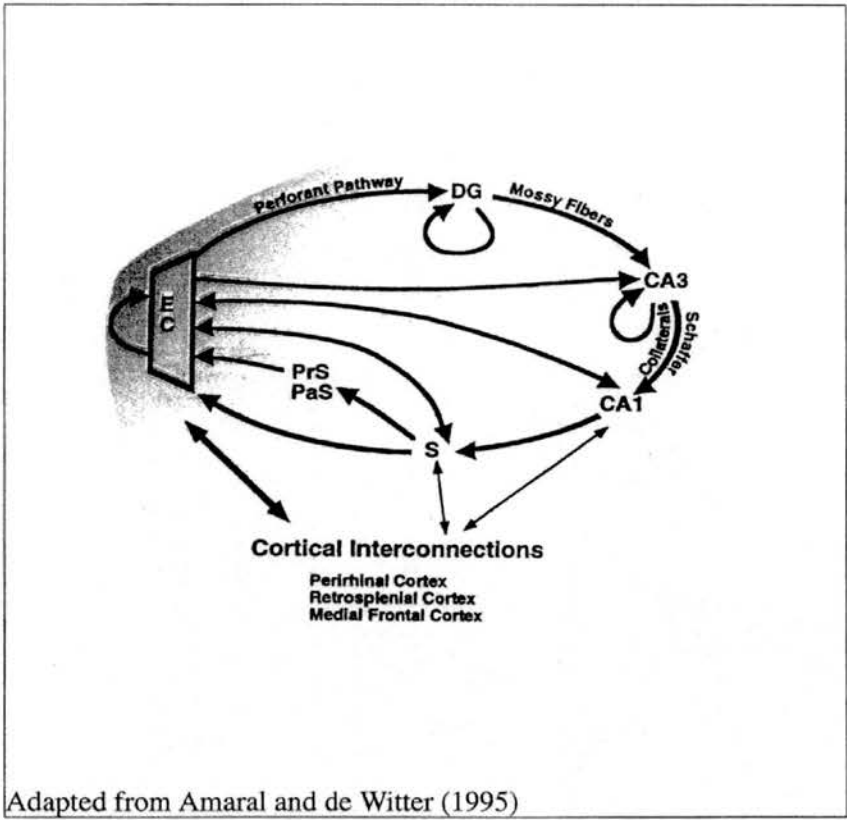 Perforant Pathway
DG
Mossy Fibers
EC
CA3
Schaffer
Collaterals
PrS
PaS
CA1
S
Cortical Interconnections
Perirhinal Cortex
Retrosplenial Cortex
Medial Frontal Cortex
Adapted from Amaral and de Witter (1995)